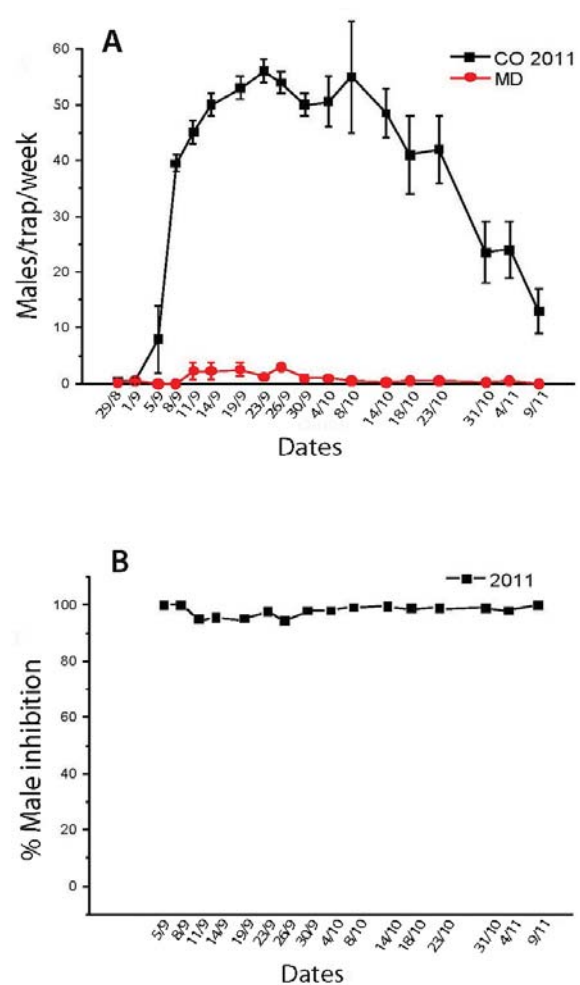 A
CO 2011
MD
60
50
40
30
20
10
0
Males/trap/week
29/8 1/9 5/9 8/9 11/9 14/9 19/9 23/9 26/9 30/9 4/10 8/10 14/10 18/10 23/10 31/10 4/11 9/11
Dates
B
2011
100
80
60
40
20
0
% Male inhibition
5/9 8/9 11/9 14/9 19/9 23/9 26/9 30/9 4/10 8/10 14/10 18/10 23/10 31/10 4/11 9/11
Dates